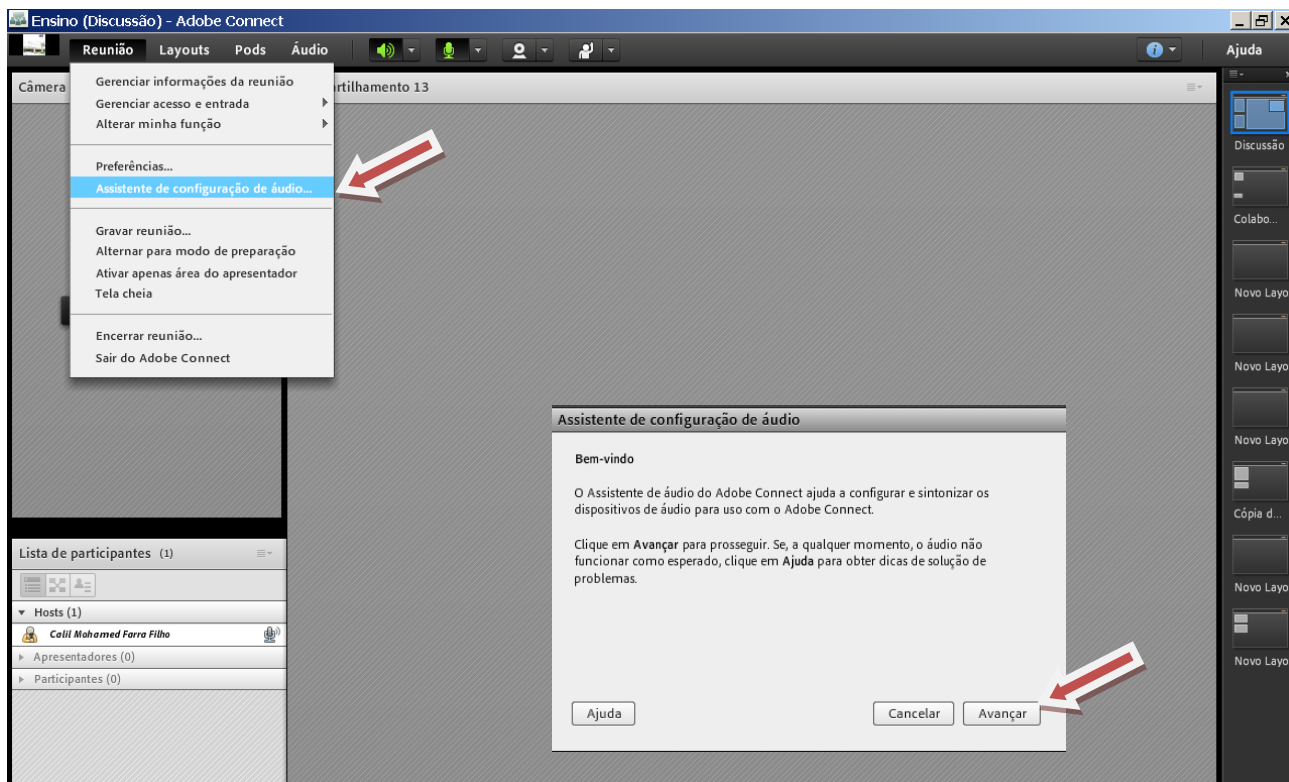 Ensino (Discussão) - Adobe Connect
Reunião Layouts Pods Áudio Ajuda
Câmera
Gerenciar informações da reunião
Gerenciar acesso e entrada
Alterar minha função
Preferências...
Assistente de configuração de áudio...
Gravar reunião...
Alternar para modo de preparação
Ativar apenas área do apresentador
Tela cheia
Encerrar reunião...
Sair do Adobe Connect
rtilhamento 13
Assistente de configuração de áudio
Bem-vindo
O Assistente de áudio do Adobe Connect ajuda a configurar e sintonizar os
dispositivos de áudio para uso com o Adobe Connect.
Clique em Avançar para prosseguir. Se, a qualquer momento, o áudio não
funcionar como esperado, clique em Ajuda para obter dicas de solução de
problemas.
Ajuda Cancelar Avançar
Lista de participantes (1)
Hosts (1)
Calil Mohamed Farra Filho
Apresentadores (0)
Participantes (0)
Discussão
Colabo...
Novo Layo
Novo Layo
Novo Layo
Cópia d...
Novo Layo
Novo Layo